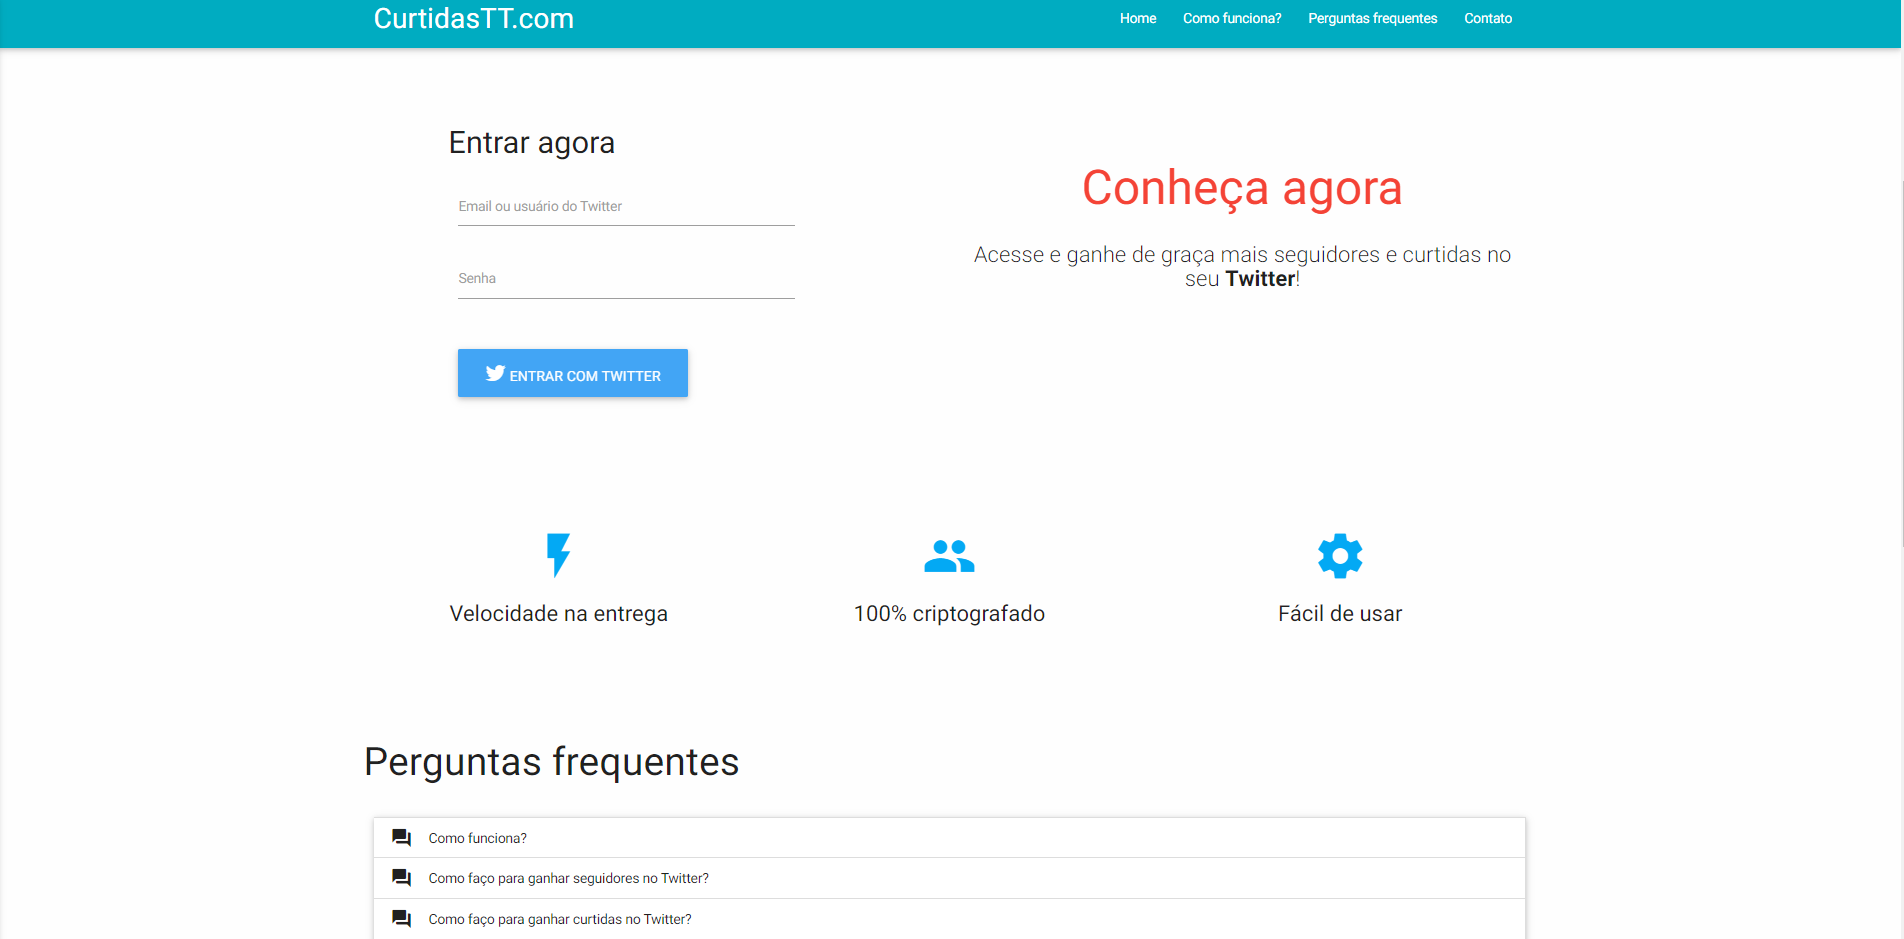 CurtidasTT.com
Home
Como funciona?
Perguntas frequentes
Contato
Entrar agora
Email ou usuário do Twitter
Senha
ENTRAR COM TWITTER
Conheça agora
Acesse e ganhe de graça mais seguidores e curtidas no
seu Twitter!
Velocidade na entrega
100% criptografado
Fácil de usar
Perguntas frequentes
Como funciona?
Como faço para ganhar seguidores no Twitter?
Como faço para ganhar curtidas no Twitter?